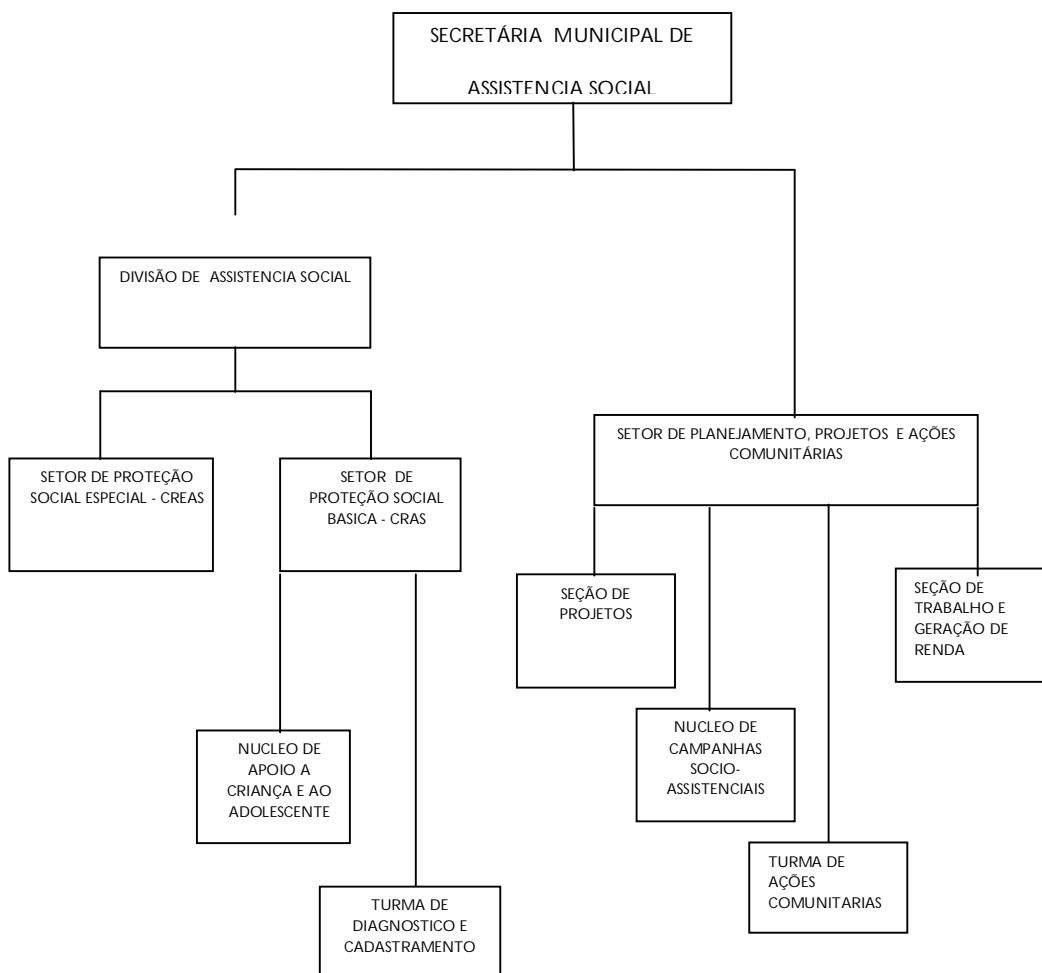 SECRETÁRIA MUNICIPAL DE
ASSISTENCIA SOCIAL
DIVISÃO DE ASSISTENCIA SOCIAL
SETOR DE PLANEJAMENTO, PROJETOS E AÇÕES
COMUNITÁRIAS
SETOR DE PROTEÇÃO
SOCIAL ESPECIAL - CREAS
SETOR DE
PROTEÇÃO SOCIAL
BASICA - CRAS
SEÇÃO DE
PROJETOS
SEÇÃO DE
TRABALHO E
GERAÇÃO DE
RENDA
NUCLEO DE
APOIO A
CRIANÇA E AO
ADOLESCENTE
NUCLEO DE
CAMPANHAS
SOCIO-
ASSISTENCIAIS
TURMA DE
AÇÕES
COMUNITARIAS
TURMA DE
DIAGNOSTICO E
CADASTRAMENTO